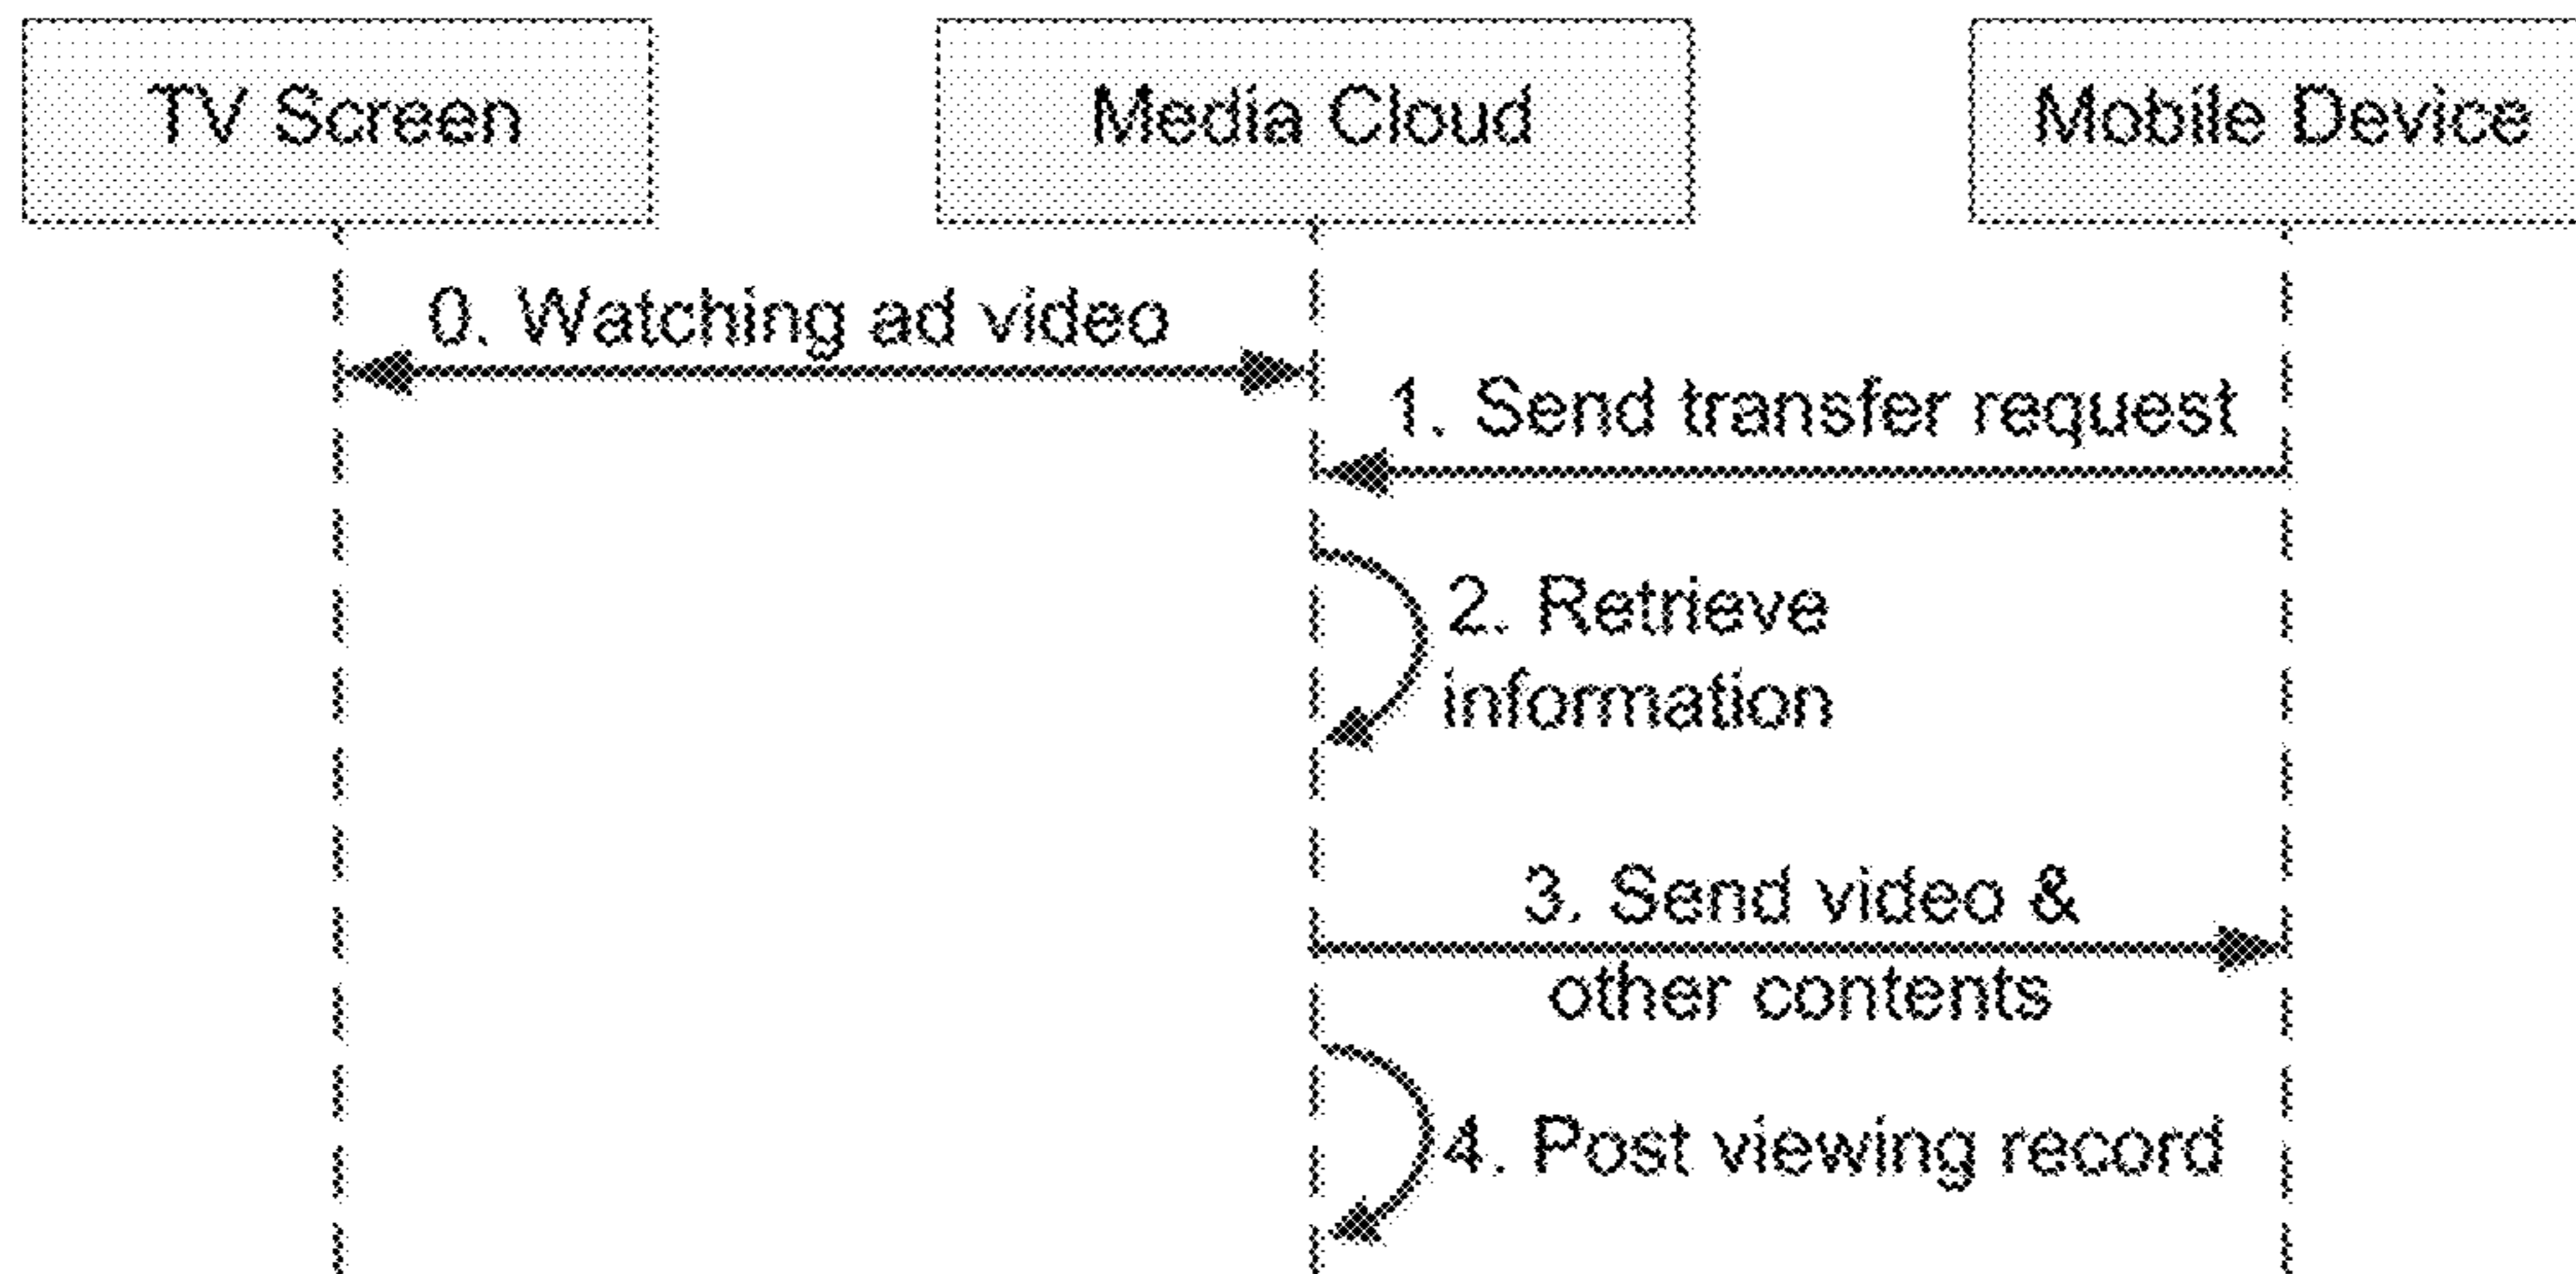 TV Screen
Media Cloud
Mobile Device
0. Watching ad video
1. Send transfer request
2. Retrieve
information
3. Send video &
other contents
4. Post viewing record